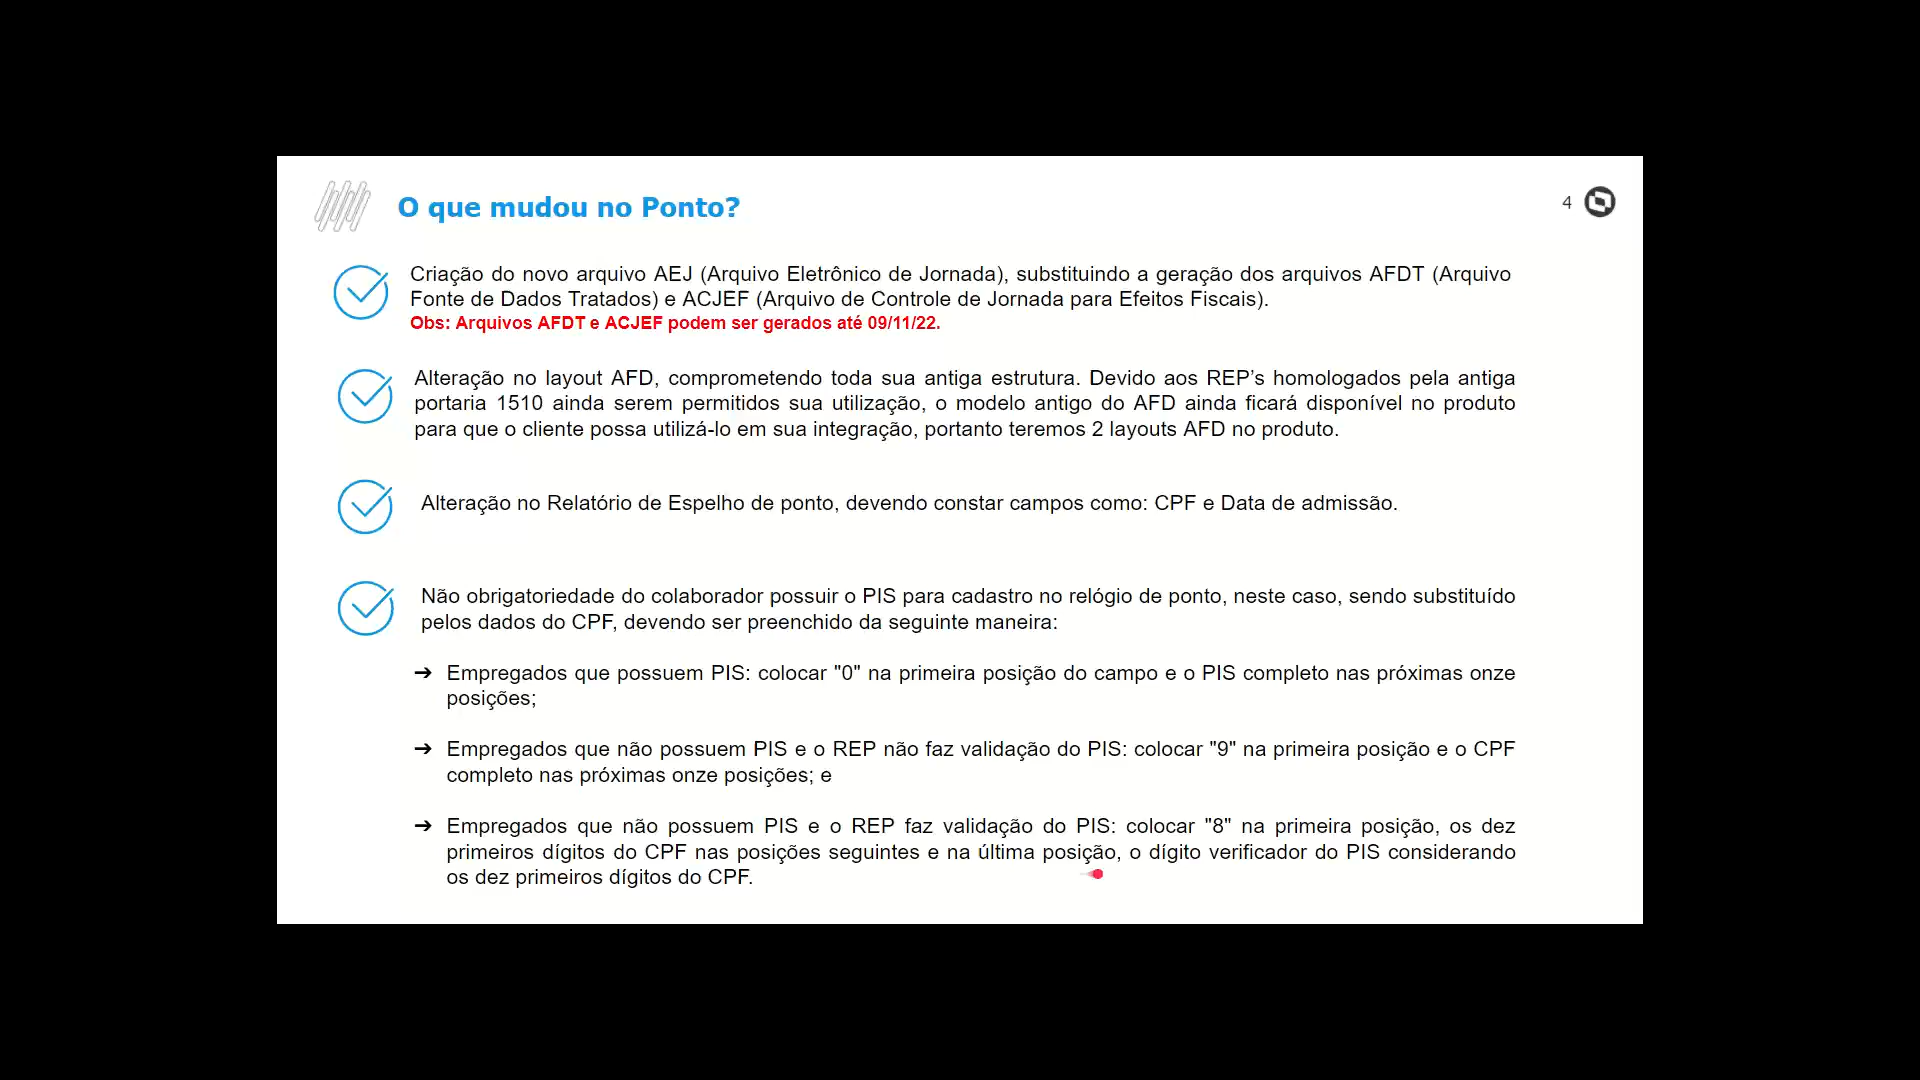 O que mudou no Ponto?
4
Criação do novo arquivo AEJ (Arquivo Eletrônico de Jornada), substituindo a geração dos arquivos AFDT (Arquivo
Fonte de Dados Tratados) e ACJEF (Arquivo de Controle de Jornada para Efeitos Fiscais).
Obs: Arquivos AFDT e ACJEF podem ser gerados até 09/11/22.
Alteração no layout AFD, comprometendo toda sua antiga estrutura. Devido aos REP’s homologados pela antiga
portaria 1510 ainda serem permitidos sua utilização, o modelo antigo do AFD ainda ficará disponível no produto
para que o cliente possa utilizá-lo em sua integração, portanto teremos 2 layouts AFD no produto.
Alteração no Relatório de Espelho de ponto, devendo constar campos como: CPF e Data de admissão.
Não obrigatoriedade do colaborador possuir o PIS para cadastro no relógio de ponto, neste caso, sendo substituído
pelos dados do CPF, devendo ser preenchido da seguinte maneira:
➔ Empregados que possuem PIS: colocar "0" na primeira posição do campo e o PIS completo nas próximas onze
posições;
➔ Empregados que não possuem PIS e o REP não faz validação do PIS: colocar "9" na primeira posição e o CPF
completo nas próximas onze posições; e
➔ Empregados que não possuem PIS e o REP faz validação do PIS: colocar "8" na primeira posição, os dez
primeiros dígitos do CPF nas posições seguintes e na última posição, o dígito verificador do PIS considerando
os dez primeiros dígitos do CPF.